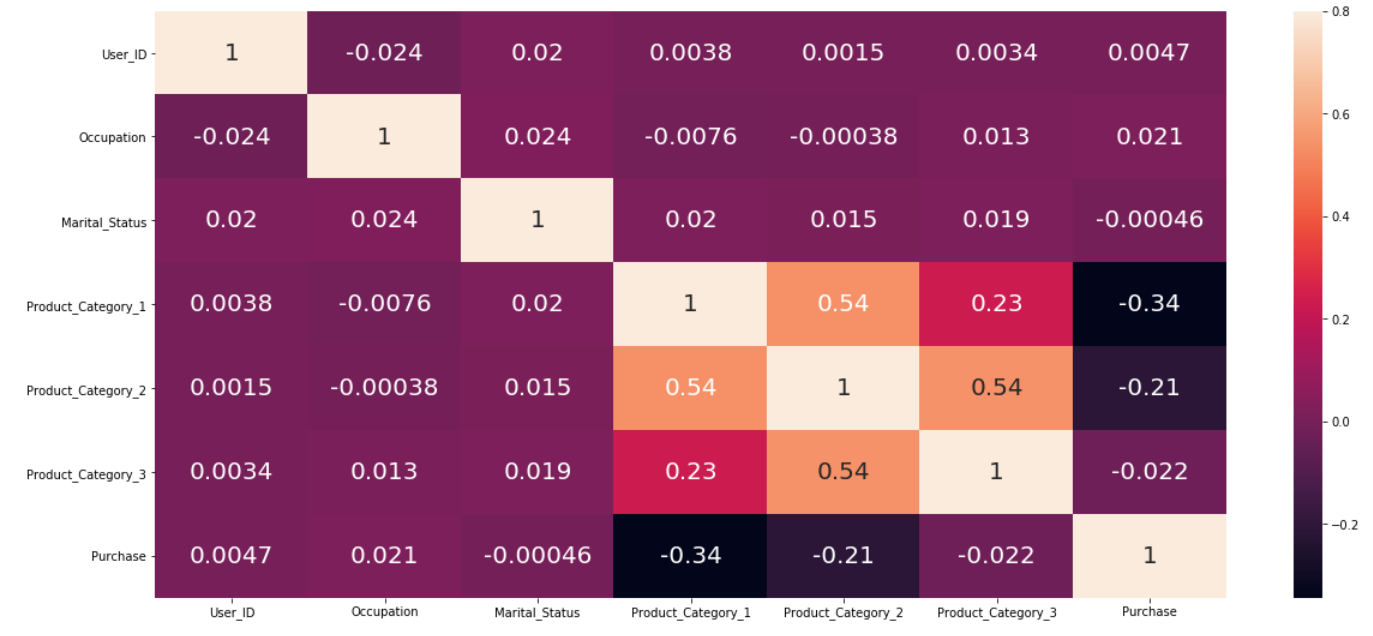 User_ID 1 -0.024 0.02 0.0038 0.0015 0.0034 0.0047
Occupation -0.024 1 0.024 -0.0076 -0.00038 0.013 0.021
Marital_Status 0.02 0.024 1 0.02 0.015 0.019 -0.00046
Product_Category_1 0.0038 -0.0076 0.02 1 0.54 0.23 -0.34
Product_Category_2 0.0015 -0.00038 0.015 0.54 1 0.54 -0.21
Product_Category_3 0.0034 0.013 0.019 0.23 0.54 1 -0.022
Purchase 0.0047 0.021 -0.00046 -0.34 -0.21 -0.022 1
User_ID Occupation Marital_Status Product_Category_1 Product_Category_2 Product_Category_3 Purchase
0.8
0.6
0.4
0.2
0.0
−0.2